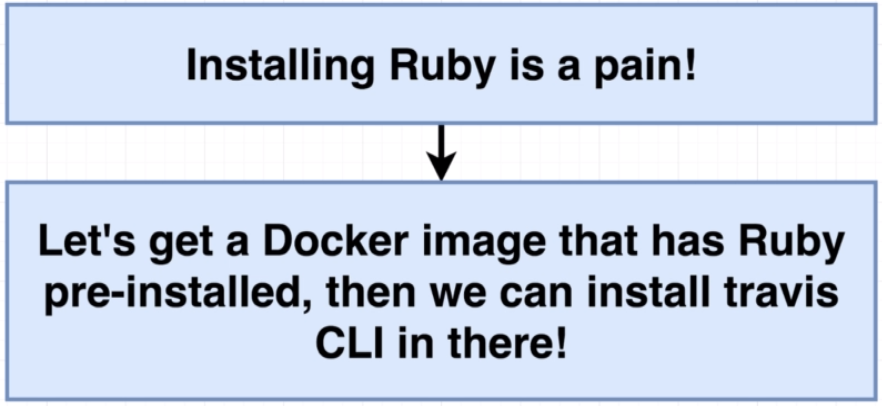 Installing Ruby is a pain!
Let's get a Docker image that has Ruby
pre-installed, then we can install travis
CLI in there!